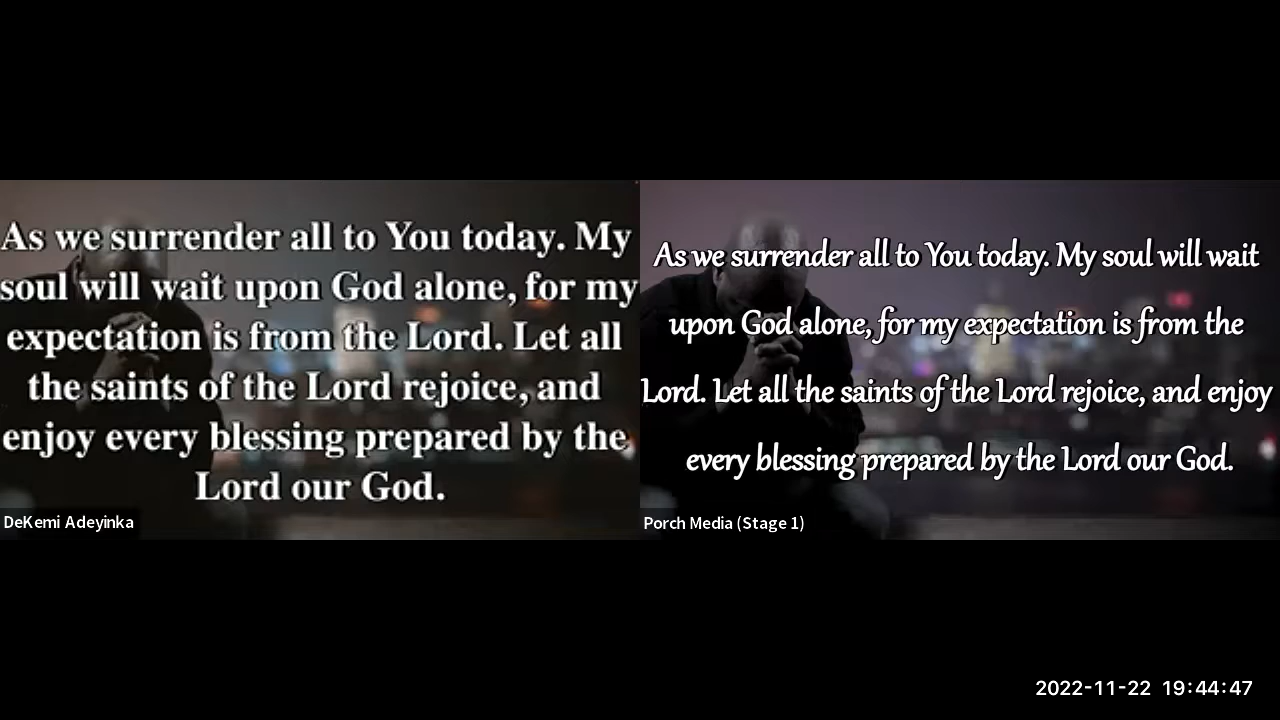 As we surrender all to You today. My
soul will wait upon God alone, for my
expectation is from the Lord. Let all
the saints of the Lord rejoice, and
enjoy every blessing prepared by the
Lord our God.
DeKemi Adeyinka
As we surrender all to You today. My soul will wait
upon God alone, for my expectation is from the
Lord. Let all the saints of the Lord rejoice, and enjoy
every blessing prepared by the Lord our God.
Porch Media (Stage 1)
2022-11-22 19:44:47